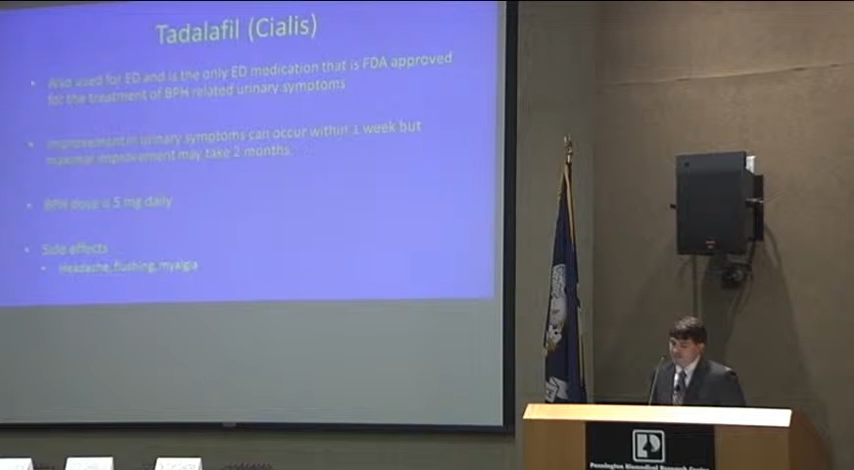 Tadalafil (Cialis)
• Also used for ED and is the only ED medication that is FDA approved
for the treatment of BPH related urinary symptoms
• Improvement in urinary symptoms can occur within 1 week but
maximal improvement may take 2 months.
• BPH dose is 5 mg daily
• Side effects
• Headache, flushing, myalgia
P
Pennington Biomedical Research Center